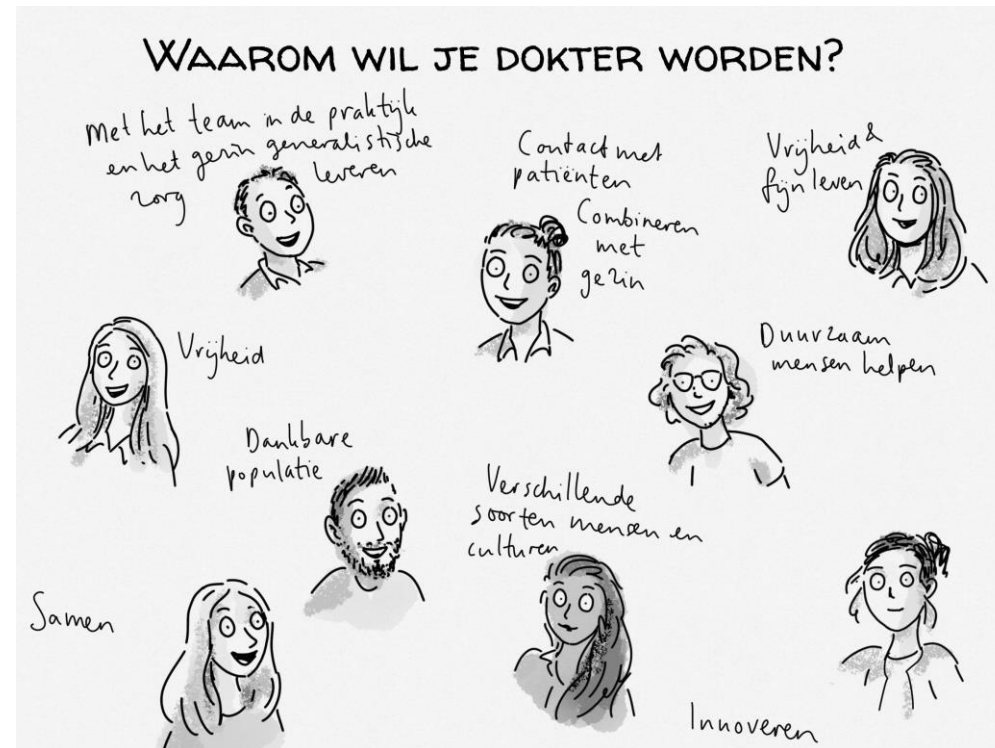 WAAROM WIL JE DOKTER WORDEN?
Met het team in de praktijk
en het gezin generalistische
zorg leveren
Contact met
patiënten
Combineren
met
gezin
Vrijheid &
fijn leven
Vrijheid
Duurzaam
mensen helpen
Dankbare
populatie
Verschillende
soorten mensen en
culturen
Samen
Innoveren